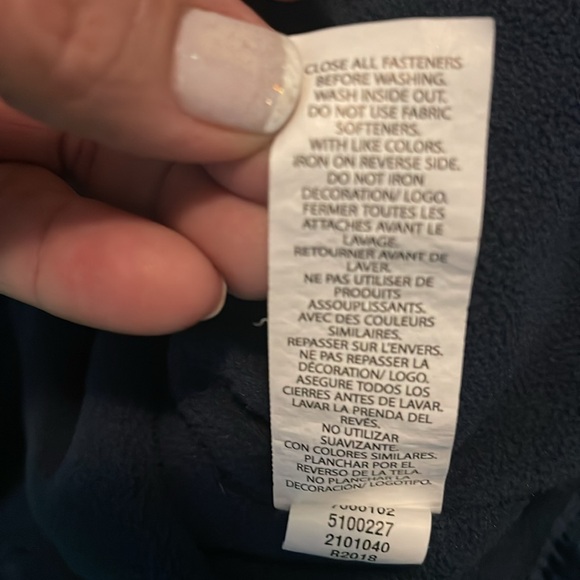 CLOSE ALL FASTENERS
BEFORE WASHING.
WASH INSIDE OUT.
DO NOT USE FABRIC
SOFTENERS.
WITH LIKE COLORS.
IRON ON REVERSE SIDE.
DO NOT IRON
DECORATION/ LOGO.
FERMER TOUTES LES
ATTACHES AVANT LE
LAVAGE.
RETOURNER AVANT DE
LAVER.
NE PAS UTILISER DE
PRODUITS
ASSOUPLISSANTS.
AVEC DES COULEURS
SIMILAIRES.
REPASSER SUR L'ENVERS.
NE PAS REPASSER LA
DÉCORATION/ LOGO.
ASEGURE TODOS LOS
CIERRES ANTES DE LAVAR.
LAVAR LA PRENDA DEL
REVÉS.
NO UTILIZAR
SUAVIZANTE.
CON COLORES SIMILARES.
PLANCHAR POR EL
REVERSO DE LA TELA.
NO PLANCHAR LA
DECORACIÓN/ LOGOTIPO.
7000102
5100227
2101040
R2018